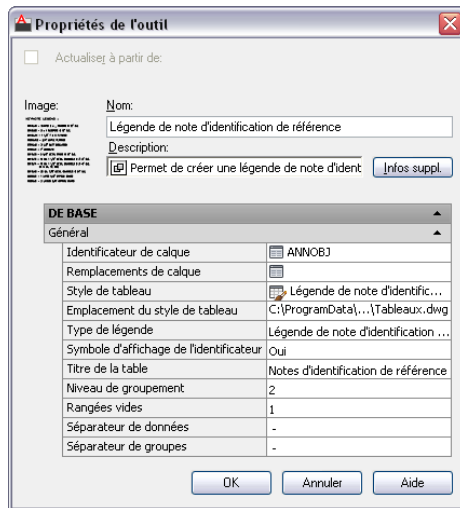 Propriétés de l'outil
Actualiser à partir de:
Image:
Nom:
Légende de note d'identification de référence
Description:
Permet de créer une légende de note d'ident
Infos suppl.
DE BASE
Général
Identificateur de calque ANNOBJ
Remplacements de calque
Style de tableau Légende de note d'identific...
Emplacement du style de tableau C:\ProgramData\...\Tableaux.dwg
Type de légende Légende de note d'identification ...
Symbole d'affichage de l'identificateur Oui
Titre de la table Notes d'identification de référence
Niveau de groupement 2
Rangées vides 1
Séparateur de données -
Séparateur de groupes -
OK
Annuler
Aide